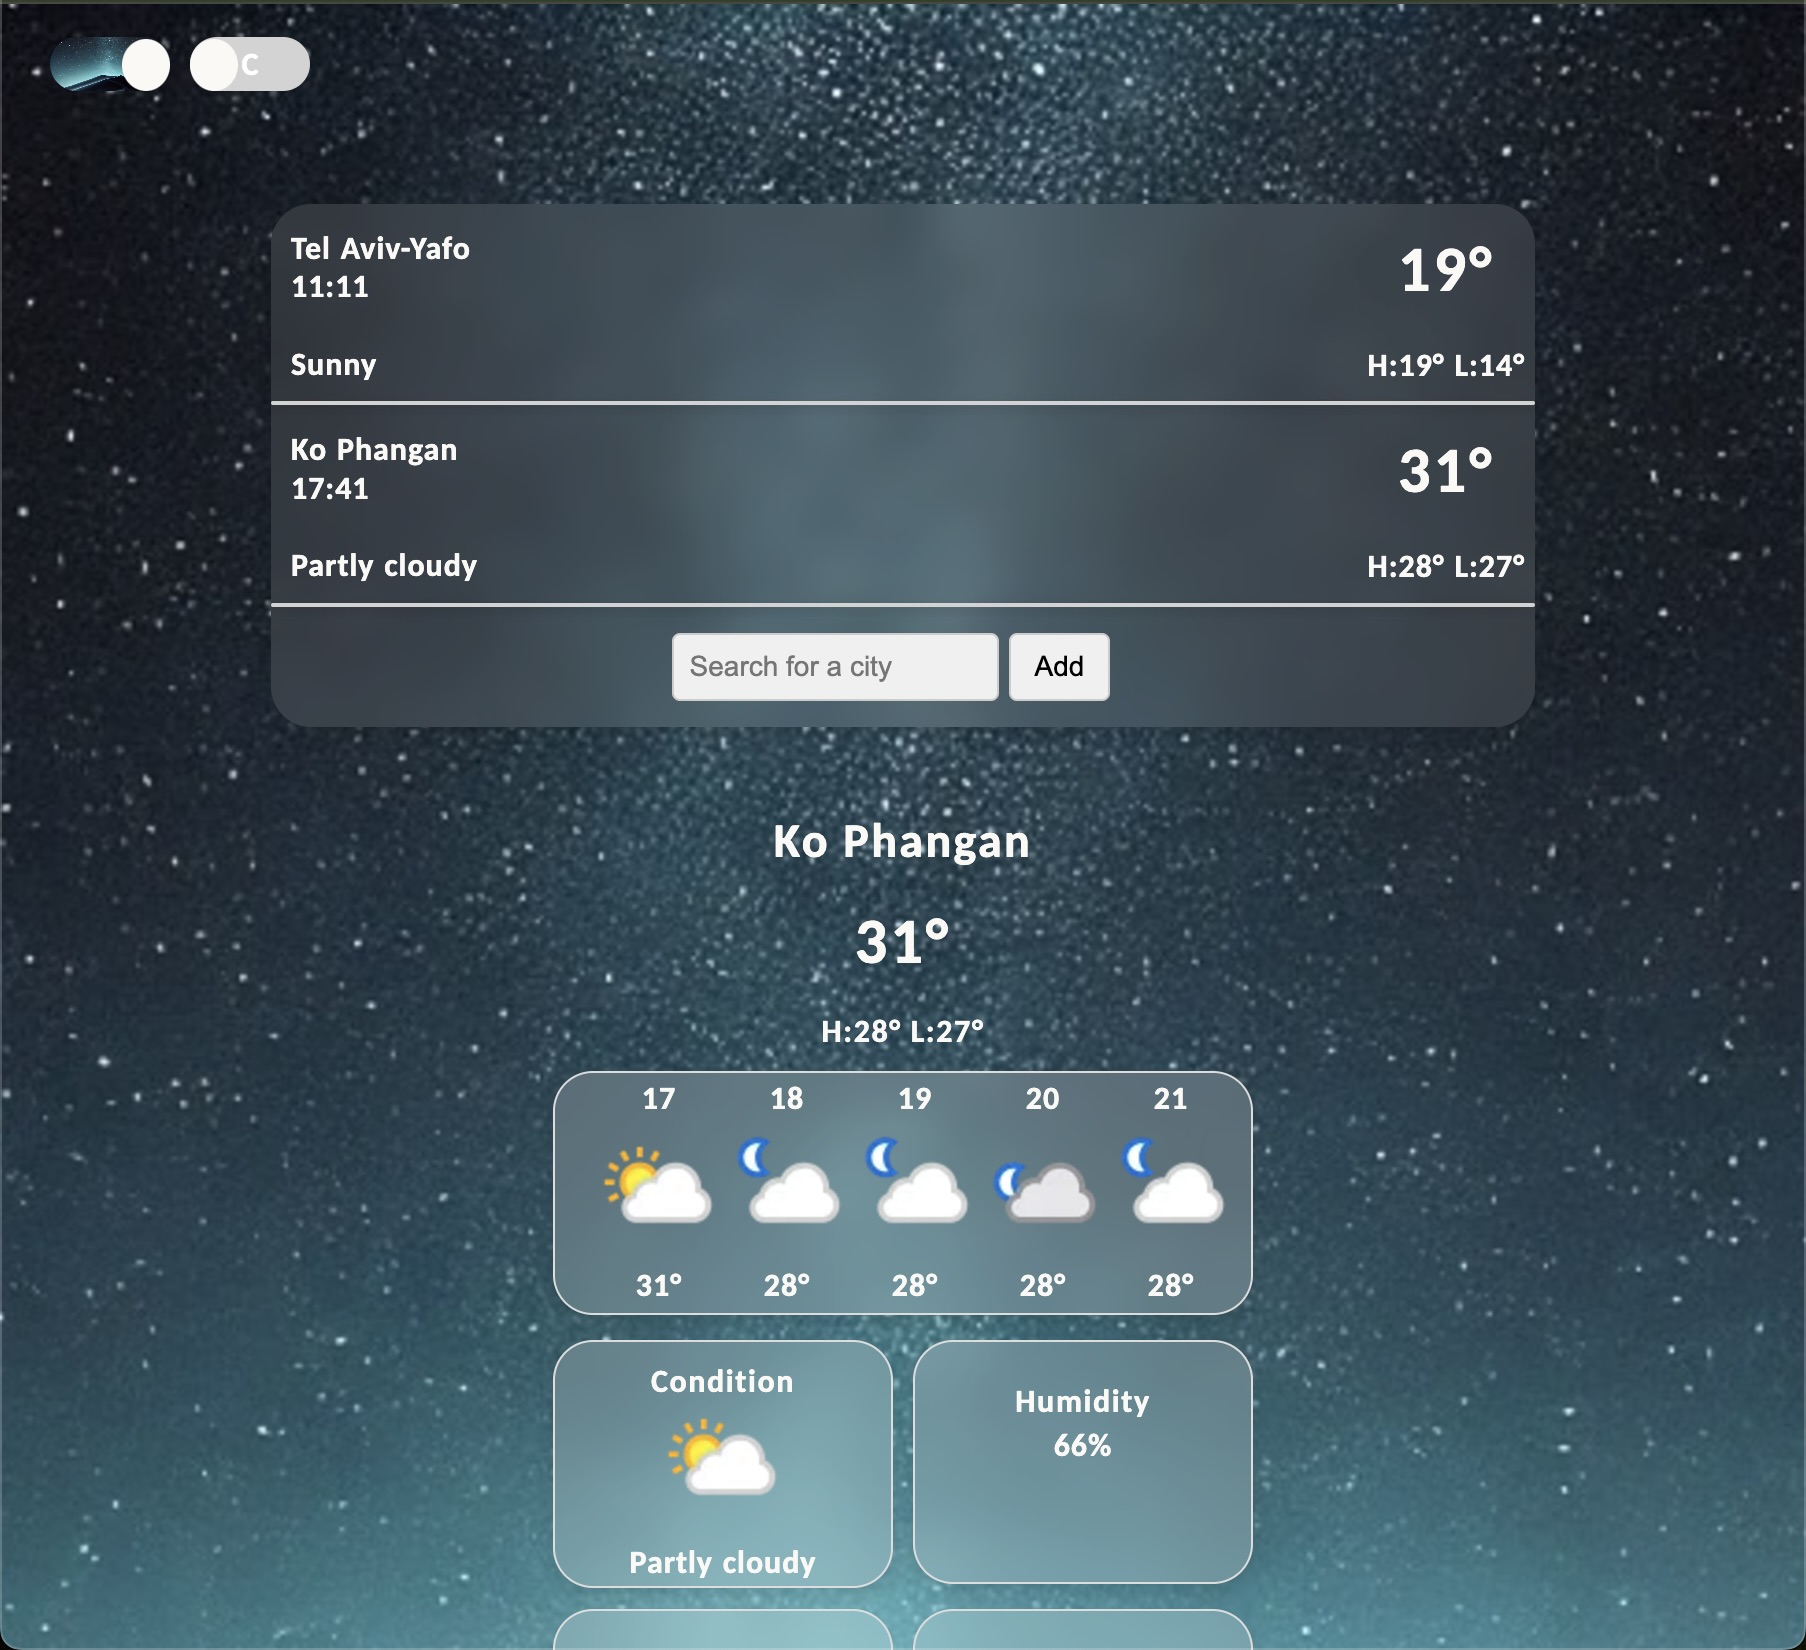 C
Tel Aviv-Yafo
11:11
19°
Sunny
H:19° L:14°
Ko Phangan
17:41
31°
Partly cloudy
H:28° L:27°
Search for a city
Add
Ko Phangan
31°
H:28° L:27°
17 18 19 20 21
31° 28° 28° 28° 28°
Condition
Partly cloudy
Humidity
66%